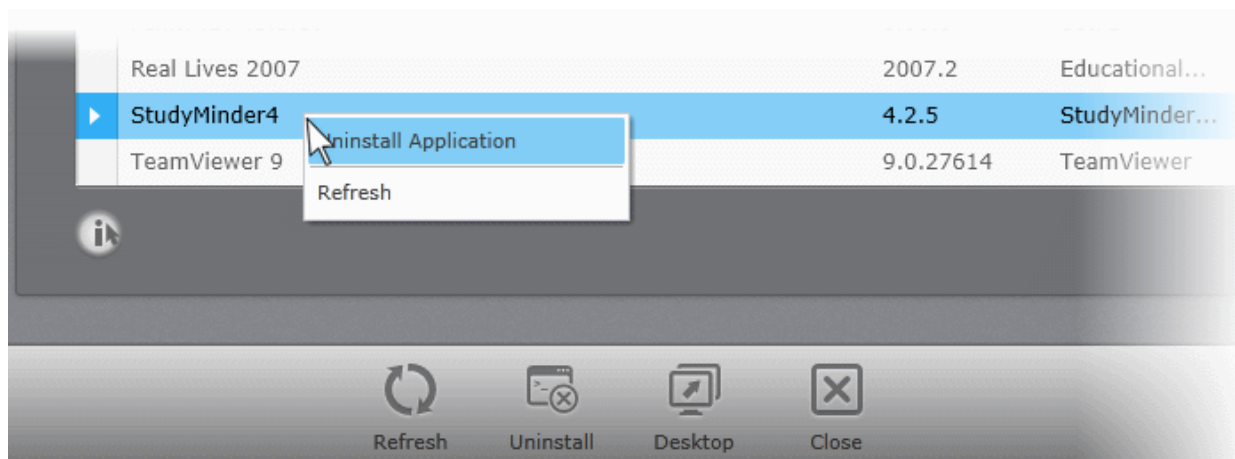 Real Lives 2007 2007.2 Educational...
StudyMinder4 4.2.5 StudyMinder...
Uninstall Application
TeamViewer 9 9.0.27614 TeamViewer
Refresh
Refresh Uninstall Desktop Close